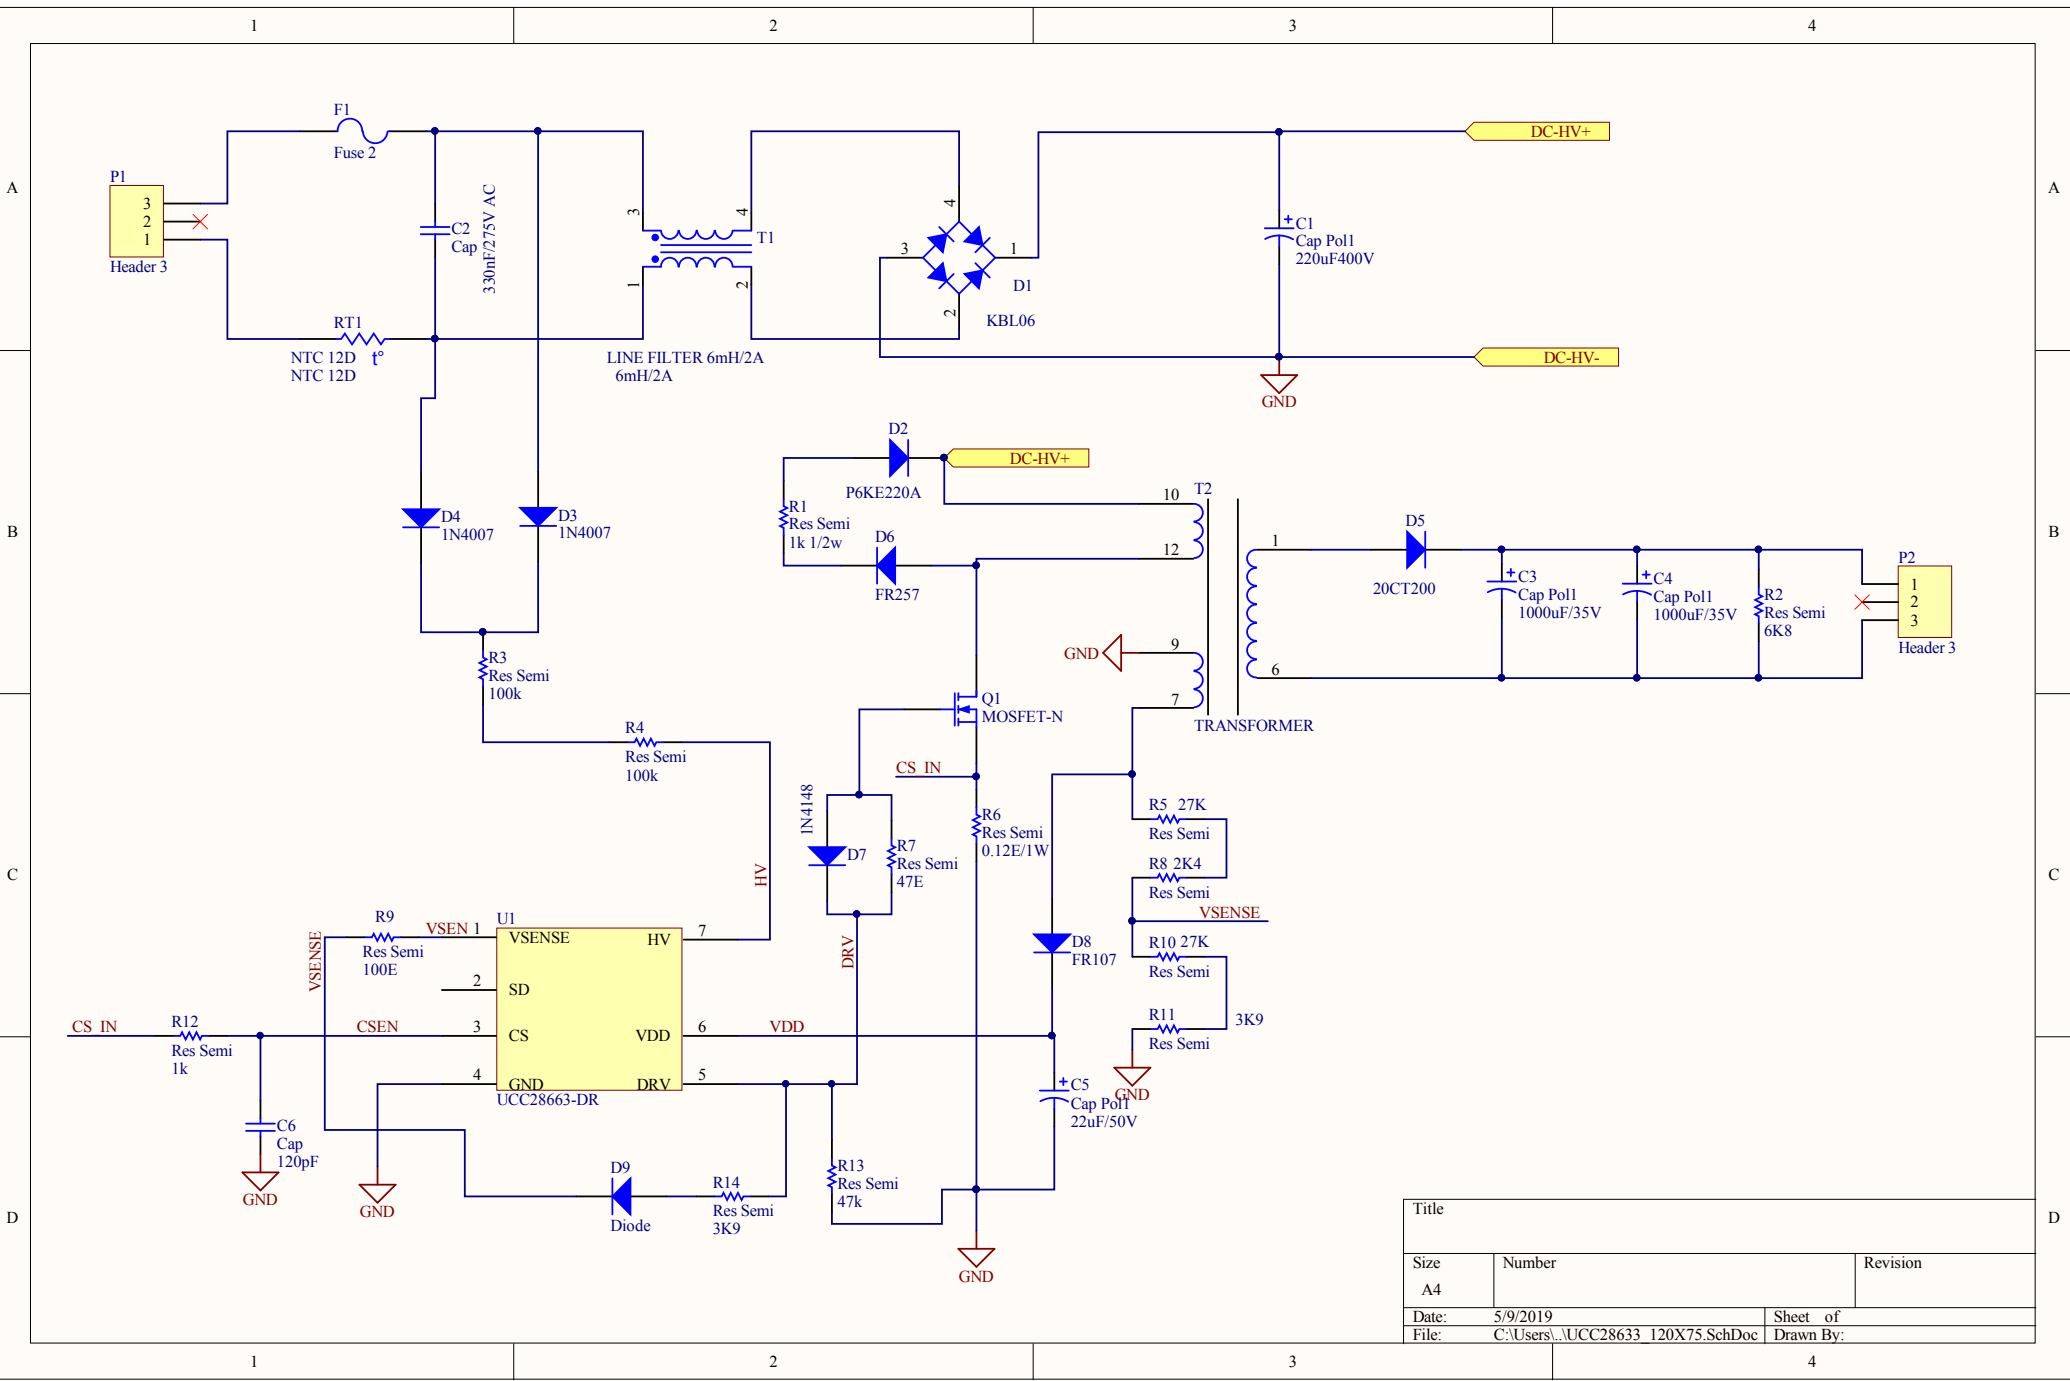 1 2 3 4
A A
B B
C C
D D
1 2 3 4
F1
Fuse 2
P1
3
2
1
Header 3
C2
Cap
330nF/275V AC
RT1
NTC 12D t°
NTC 12D
3
4
T1
1
2
LINE FILTER 6mH/2A
6mH/2A
4
3
1
2
D1
KBL06
C1
Cap Pol1
220uF400V
DC-HV+
DC-HV-
GND
D4
1N4007
D3
1N4007
R3
Res Semi
100k
R4
Res Semi
100k
HV
D2
P6KE220A
DC-HV+
R1
Res Semi
1k 1/2w
D6
FR257
T2
10
12
9
7
1
6
GND
TRANSFORMER
D5
20CT200
C3
Cap Pol1
1000uF/35V
C4
Cap Pol1
1000uF/35V
R2
Res Semi
6K8
P2
1
2
3
Header 3
Q1
MOSFET-N
CS_IN
R6
Res Semi
0.12E/1W
1N4148
D7
R7
Res Semi
47E
DRV
R5 27K
Res Semi
R8 2K4
Res Semi
VSENSE
R10 27K
Res Semi
R11
Res Semi
3K9
GND
D8
FR107
C5
Cap Pol1
22uF/50V
R9
Res Semi
100E
VSEN
VSENSE
U1
1 VSENSE HV 7
2 SD
3 CS VDD 6
4 GND DRV 5
UCC28663-DR
VDD
CS_IN
R12
Res Semi
1k
CSEN
C6
Cap
120pF
GND
GND
D9
Diode
R14
Res Semi
3K9
R13
Res Semi
47k
GND
Title
Size
A4
Number
Revision
Date: 5/9/2019 Sheet of
File: C:\Users\..\UCC28633_120X75.SchDoc Drawn By: